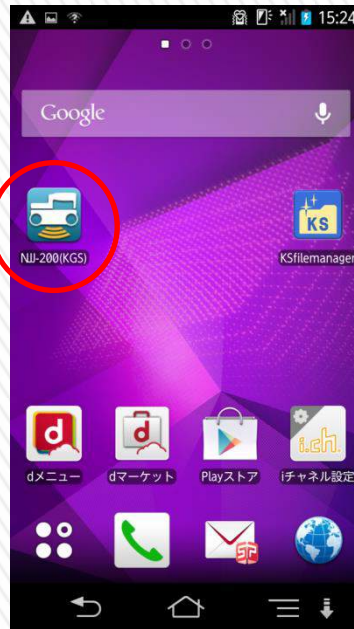 15:24
Google
NJJ-200(KGS)
KS
KSfilemanager
d
d
i.ch.
dメニュー
dマーケット
Playストア
iチャネル設定